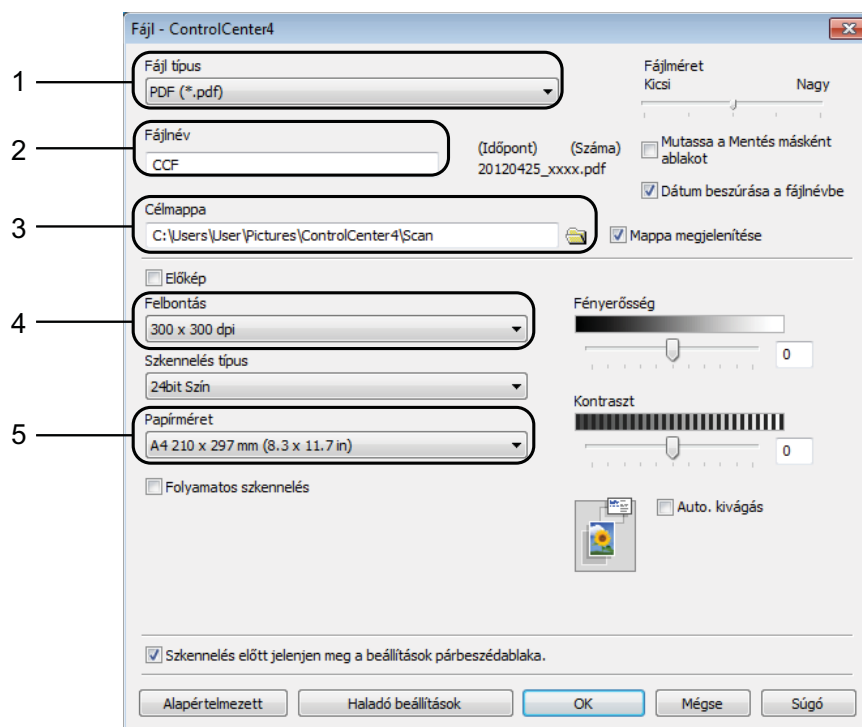 Fájl - ControlCenter4
1
Fájl típus
PDF (*.pdf)
Fájlméret
Kicsi Nagy
2
Fájlnév
CCF
(Időpont) (Száma)
20120425_xxxx.pdf
Mutassa a Mentés másként
ablakot
Dátum beszúrása a fájlnévbe
3
Célmappa
C:\Users\User\Pictures\ControlCenter4\Scan
Mappa megjelenítése
Előkép
4
Felbontás
300 x 300 dpi
Szkennelés típus
24bit Szín
5
Papírméret
A4 210 x 297 mm (8.3 x 11.7 in)
Folyamatos szkennelés
Fényerősség
0
Kontraszt
0
Auto. kivágás
Szkennelés előtt jelenjen meg a beállítások párbeszédablaka.
Alapértelmezett Haladó beállítások OK Mégse Súgó